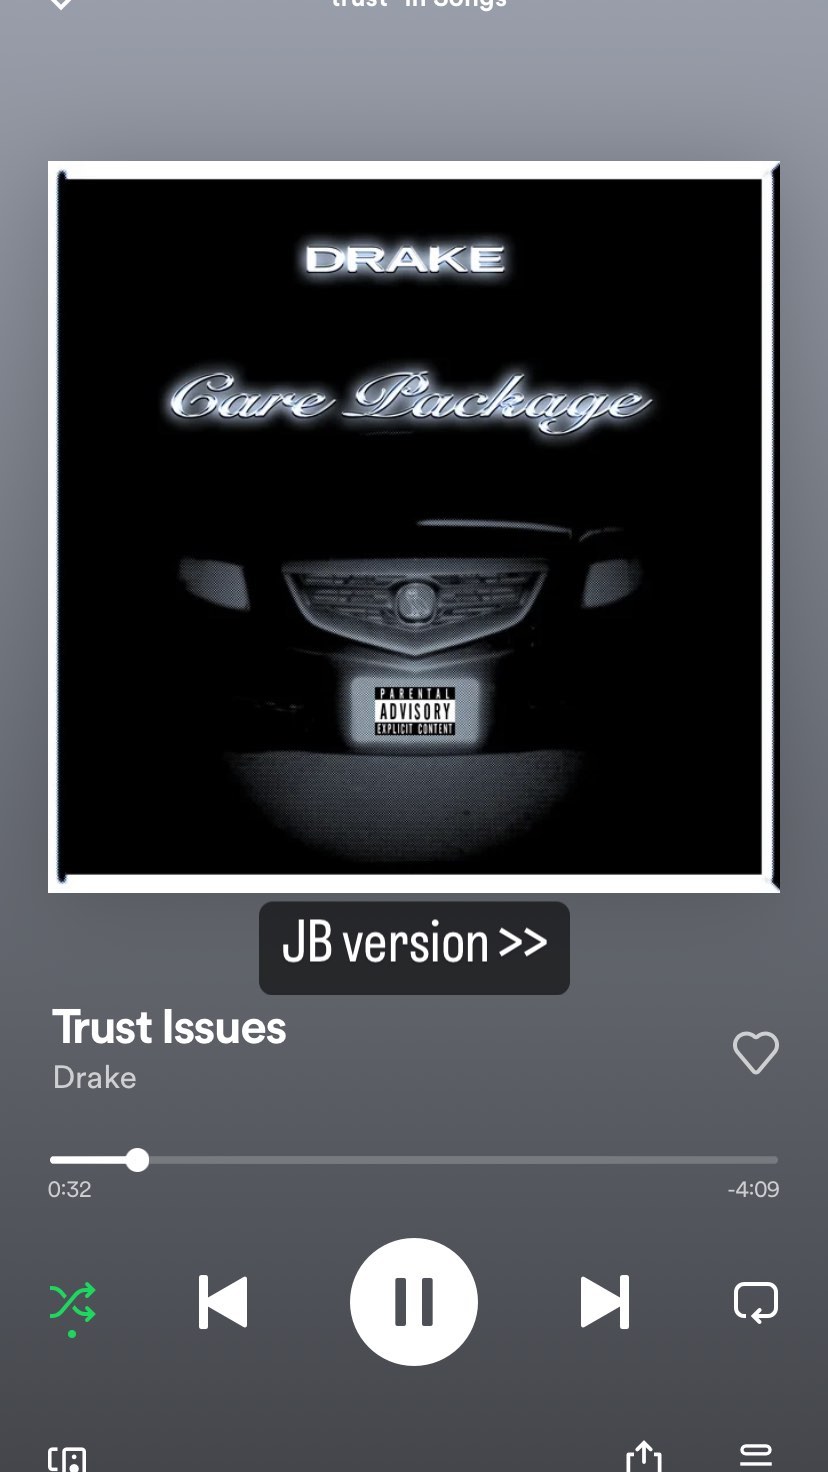 trust" in Songs
DRAKE
Care Package
PARENTAL
ADVISORY
EXPLICIT CONTENT
JB version >>
Trust Issues
Drake
0:32
-4:09